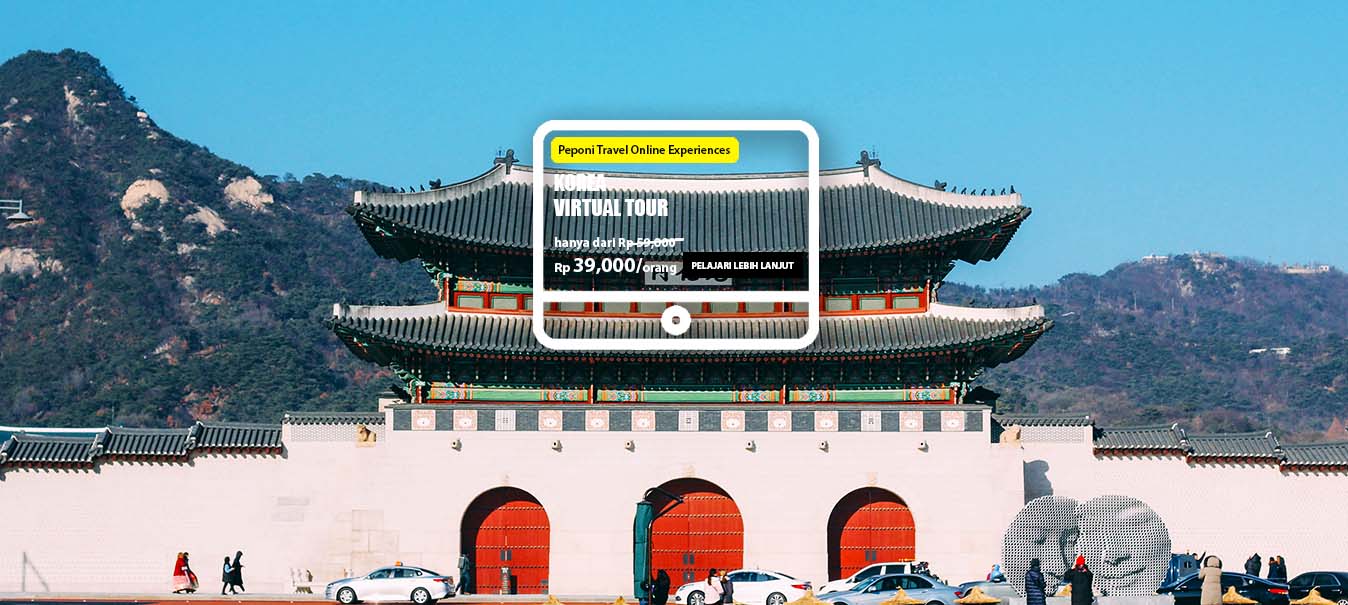 Peponi Travel Online Experiences
KOREA
VIRTUAL TOUR
hanya dari Rp 59,000
Rp 39,000/orang
PELAJARI LEBIH LANJUT